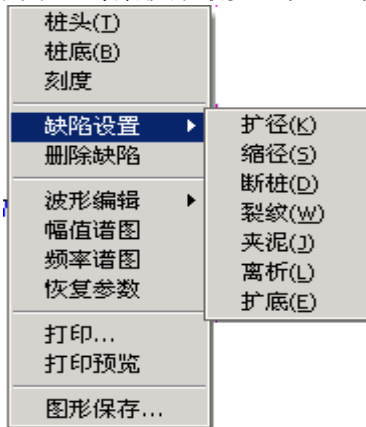 桩头(T)
桩底(B)
刻度
缺陷设置
删除缺陷
波形编辑
幅值谱图
频率谱图
恢复参数
打印...
打印预览
图形保存...
扩径(K)
缩径(S)
断桩(D)
裂纹(W)
夹泥(J)
离析(L)
扩底(E)